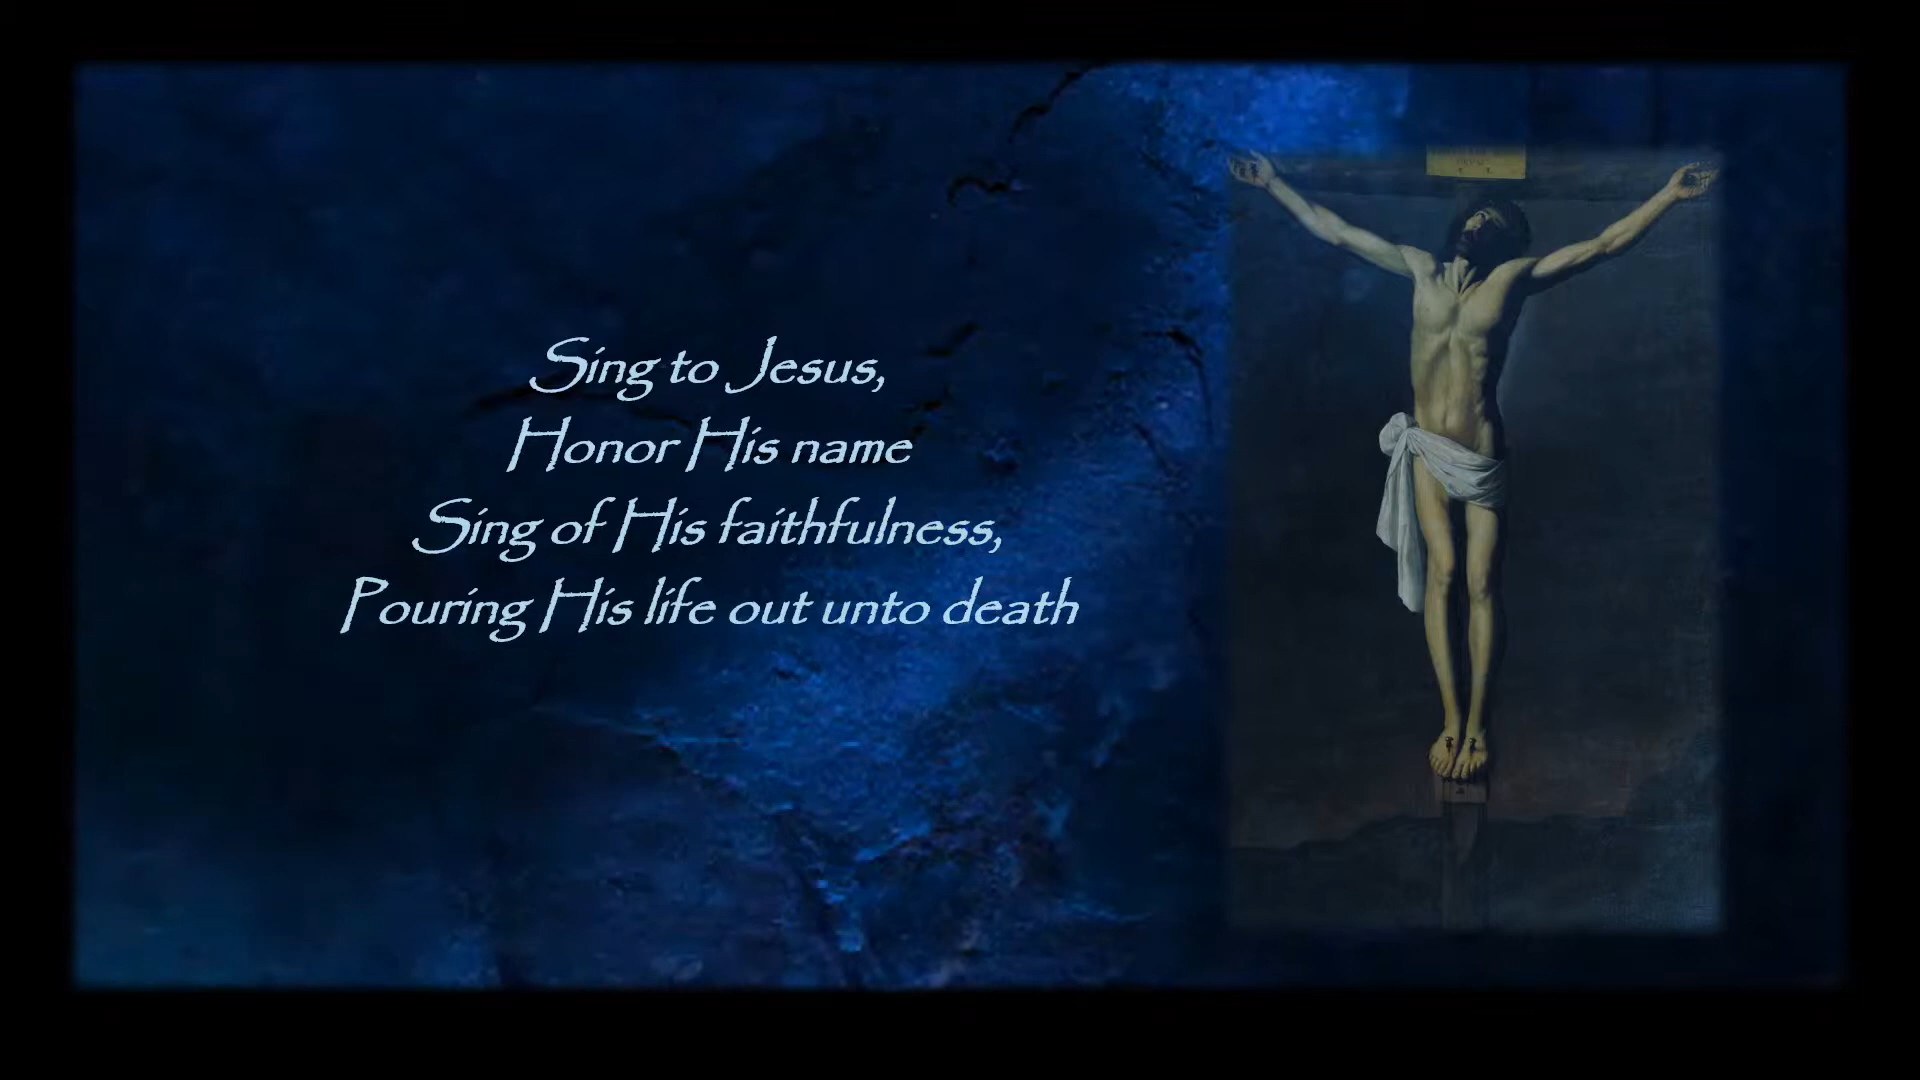 Sing to Jesus,
Honor His name
Sing of His faithfulness,
Pouring His life out unto death